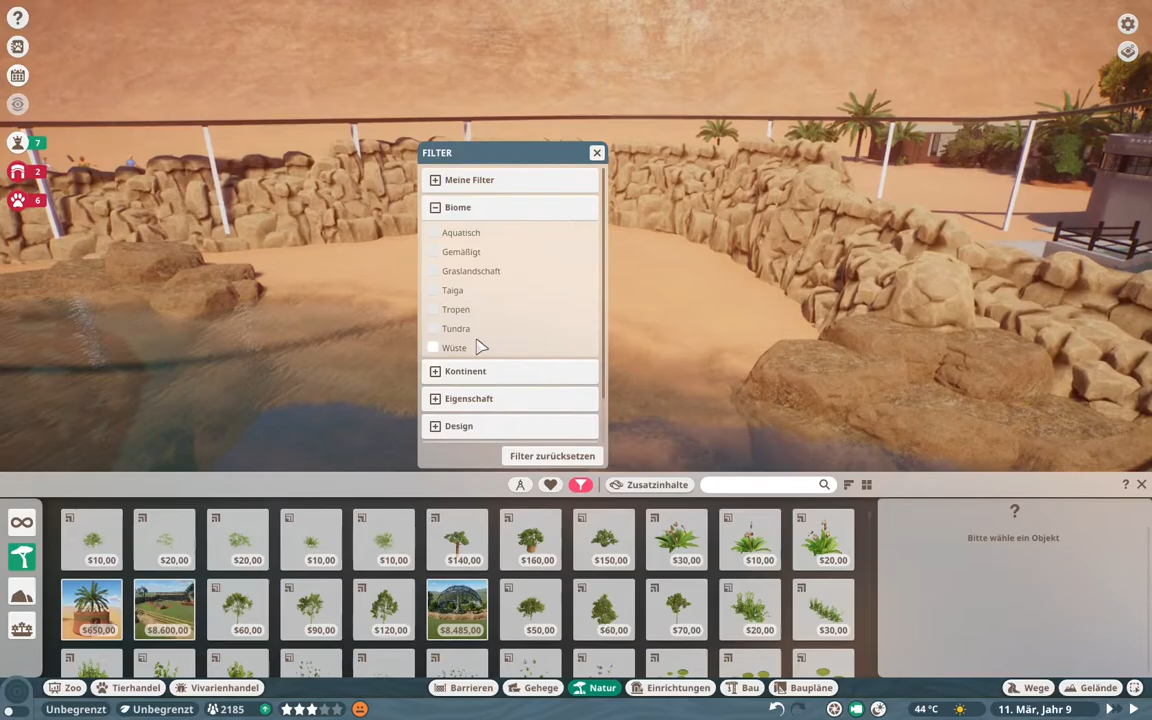 ?
7
2
6
FILTER
Meine Filter
Biome
Aquatisch
Gemäßigt
Graslandschaft
Taiga
Tropen
Tundra
Wüste
Kontinent
Eigenschaft
Design
Filter zurücksetzen
Zusatzinhalte
?
$10,00 $20,00 $20,00 $10,00 $10,00 $140,00 $160,00 $150,00 $30,00 $10,00 $20,00
?
Bitte wähle ein Objekt
$650,00 $8.600,00 $60,00 $90,00 $120,00 $8.485,00 $50,00 $60,00 $70,00 $20,00 $30,00
Zoo Tierhandel Vivarienhandel Barrieren Gehege Natur Einrichtungen Bau Baupläne Wege Gelände
Unbegrenzt Unbegrenzt 2185 44 °C 11. Mär, Jahr 9